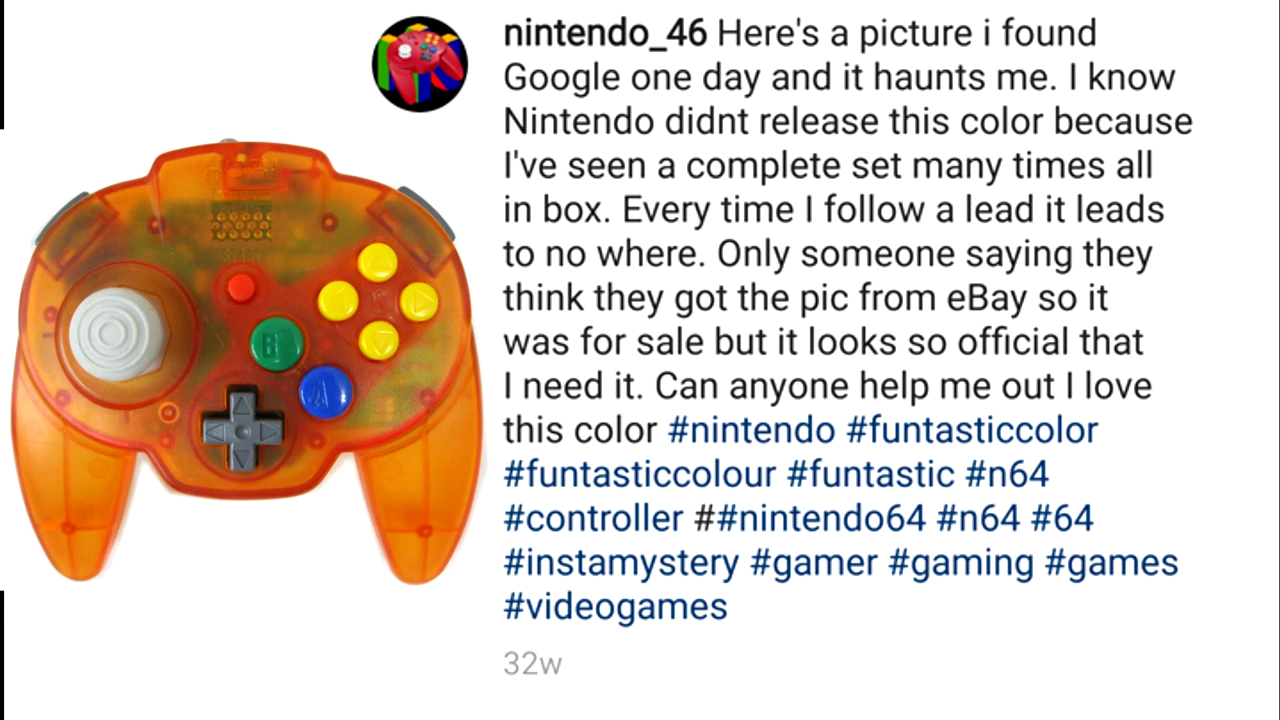 nintendo_46 Here's a picture i found
Google one day and it haunts me. I know
Nintendo didnt release this color because
I've seen a complete set many times all
in box. Every time I follow a lead it leads
to no where. Only someone saying they
think they got the pic from eBay so it
was for sale but it looks so official that
I need it. Can anyone help me out I love
this color #nintendo #funtasticcolor
#funtasticcolour #funtastic #n64
#controller ##nintendo64 #n64 #64
#instamystery #gamer #gaming #games
#videogames
32w
B
A